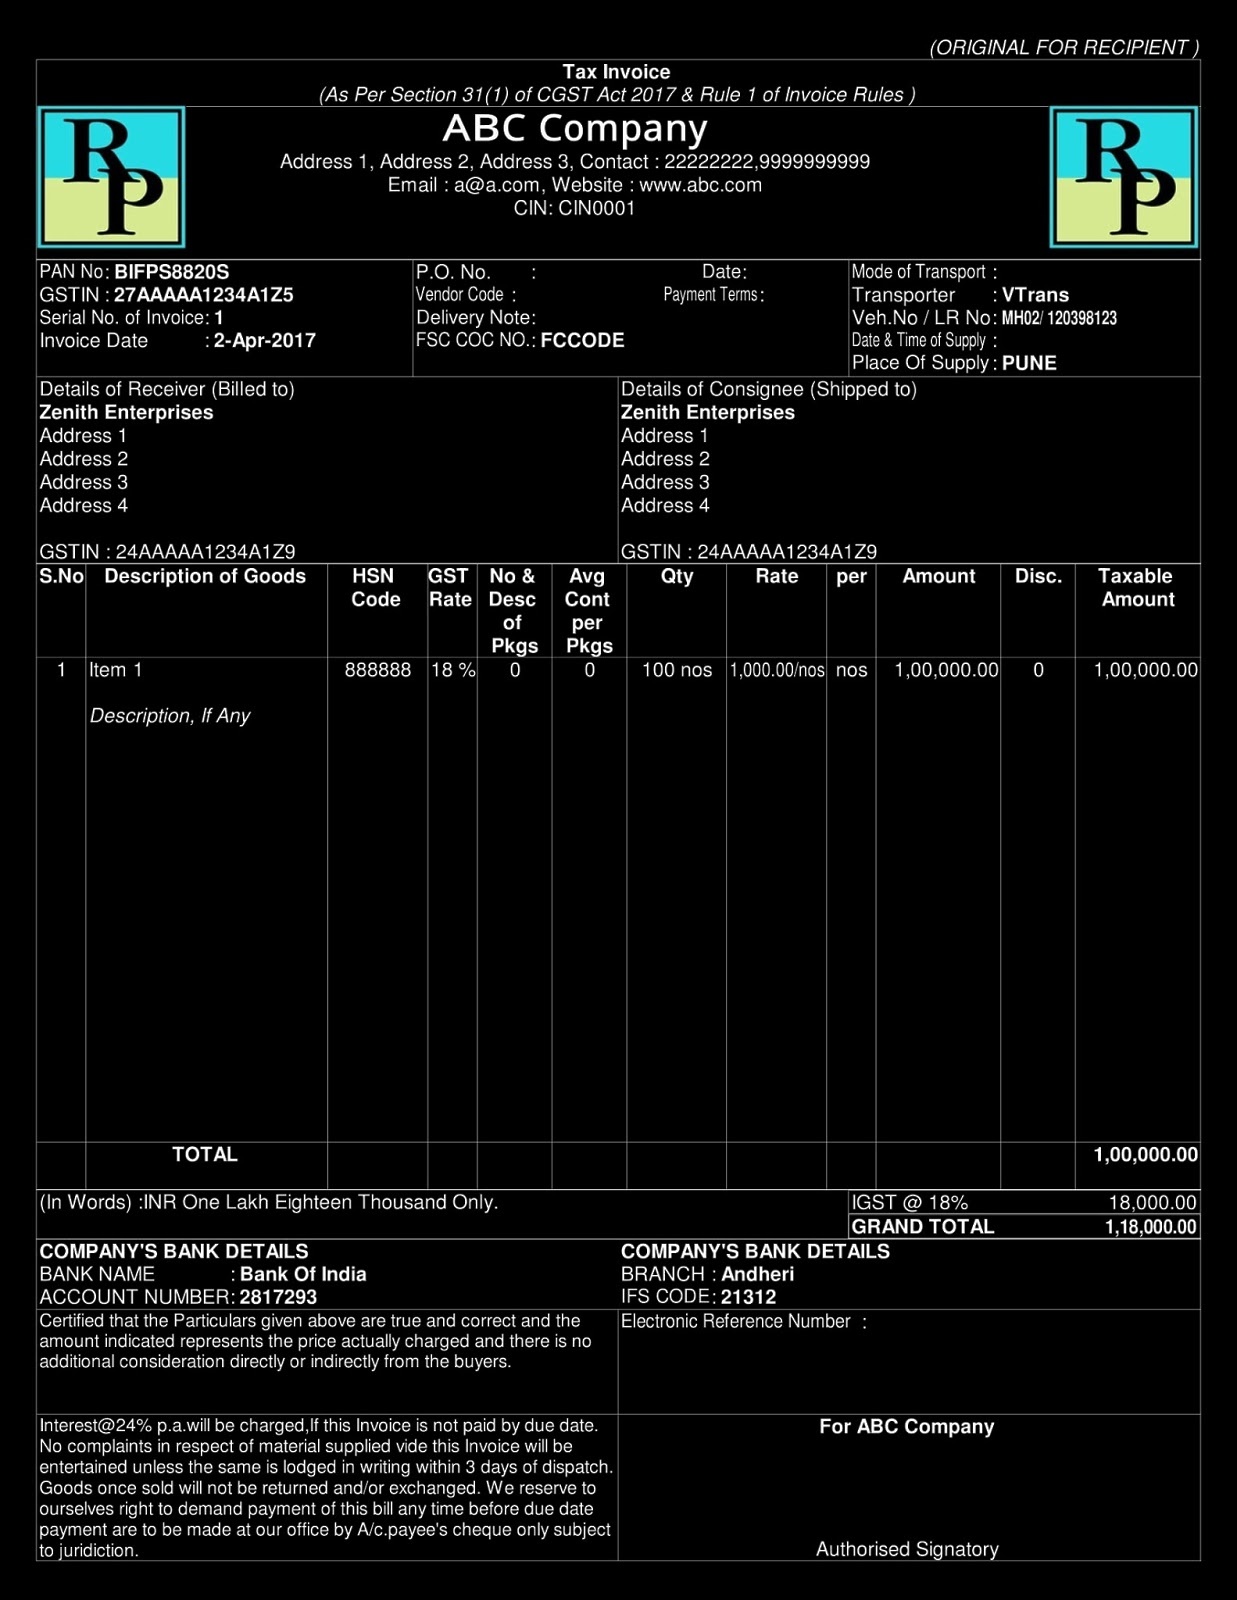 (ORIGINAL FOR RECIPIENT )
Tax Invoice
(As Per Section 31(1) of CGST Act 2017 & Rule 1 of Invoice Rules )
RP
ABC Company
RP
Address 1, Address 2, Address 3, Contact : 22222222,9999999999
Email : a@a.com, Website : www.abc.com
CIN: CIN0001
PAN No: BIFPS8820S
GSTIN : 27AAAAA1234A1Z5
Serial No. of Invoice: 1
Invoice Date : 2-Apr-2017
P.O. No. : Date:
Vendor Code : Payment Terms:
Delivery Note:
FSC COC NO.: FCCODE
Mode of Transport :
Transporter : VTrans
Veh.No / LR No: MH02/ 120398123
Date & Time of Supply :
Place Of Supply : PUNE
Details of Receiver (Billed to)
Zenith Enterprises
Address 1
Address 2
Address 3
Address 4
GSTIN : 24AAAAA1234A1Z9
Details of Consignee (Shipped to)
Zenith Enterprises
Address 1
Address 2
Address 3
Address 4
GSTIN : 24AAAAA1234A1Z9
S.No Description of Goods HSN GST No & Avg Qty Rate per Amount Disc. Taxable
Code Rate Desc Cont Amount
of per
Pkgs Pkgs
1 Item 1 888888 18 % 0 0 100 nos 1,000.00/nos nos 1,00,000.00 0 1,00,000.00
Description, If Any
TOTAL 1,00,000.00
(In Words) :INR One Lakh Eighteen Thousand Only.
IGST @ 18% 18,000.00
GRAND TOTAL 1,18,000.00
COMPANY'S BANK DETAILS
BANK NAME : Bank Of India
ACCOUNT NUMBER: 2817293
COMPANY'S BANK DETAILS
BRANCH : Andheri
IFS CODE: 21312
Certified that the Particulars given above are true and correct and the
amount indicated represents the price actually charged and there is no
additional consideration directly or indirectly from the buyers.
Electronic Reference Number :
Interest@24% p.a.will be charged,If this Invoice is not paid by due date.
No complaints in respect of material supplied vide this Invoice will be
entertained unless the same is lodged in writing within 3 days of dispatch.
Goods once sold will not be returned and/or exchanged. We reserve to
ourselves right to demand payment of this bill any time before due date
payment are to be made at our office by A/c.payee's cheque only subject
to juridiction.
For ABC Company
Authorised Signatory